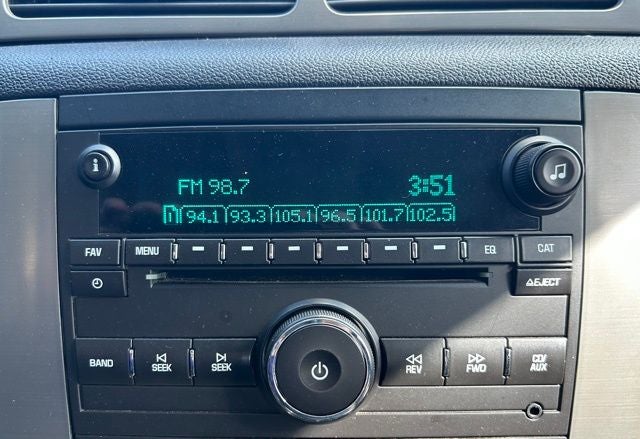 FM 98.7 3:51
94.1 93.3 105.1 96.5 101.7 102.5
FAV MENU EQ CAT
EJECT
BAND SEEK SEEK REV FWD CD/AUX